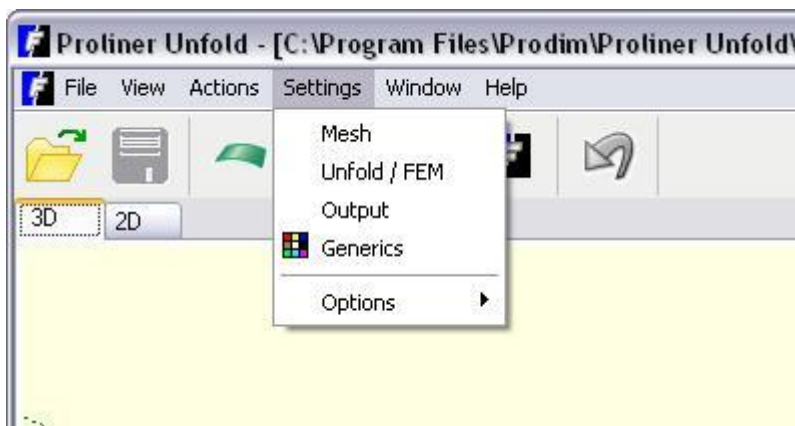 Proliner Unfold - [C:\Program Files\Prodim\Proliner Unfold\
File View Actions Settings Window Help
Mesh
Unfold / FEM
Output
Generics
Options
3D 2D